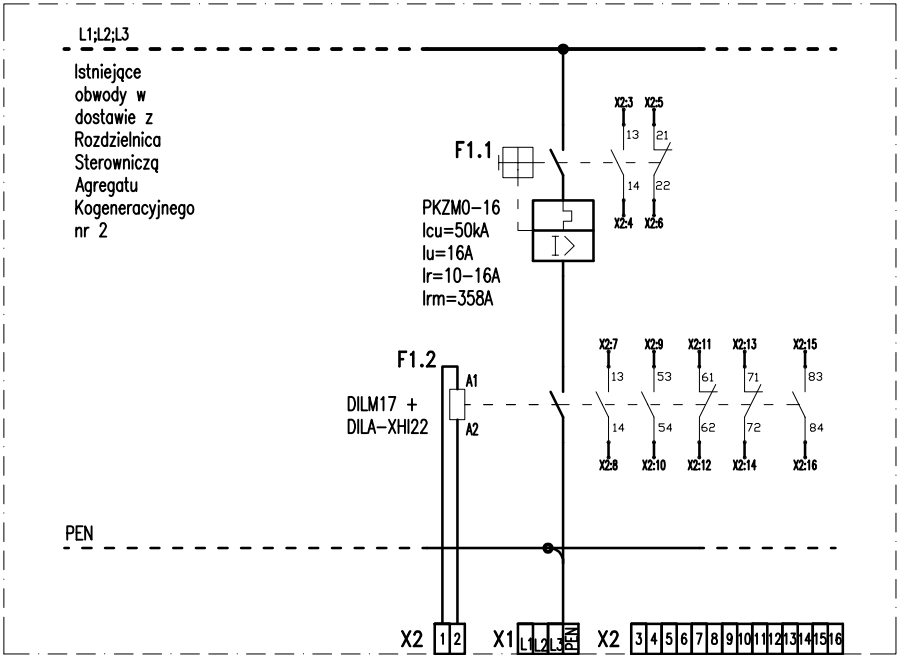 L1;L2;L3
Istniejące
obwody w
dostawie z
Rozdzielnica
Sterowniczą
Agregatu
Kogeneracyjnego
nr 2
X2:3 X2:5
13 21
F1.1
14 22
X2:4 X2:6
PKZM0-16
Icu=50kA
Iu=16A
Ir=10-16A
Irm=358A
I>
X2:7 X2:9 X2:11 X2:13 X2:15
F1.2
A1
13 53 61 71 83
DILM17 +
DILA-XHI22
A2
14 54 62 72 84
X2:8 X2:10 X2:12 X2:14 X2:16
PEN
X2 1 2 X1 L1 L2 L3 PEN X2 3 4 5 6 7 8 9 10 11 12 13 14 15 16